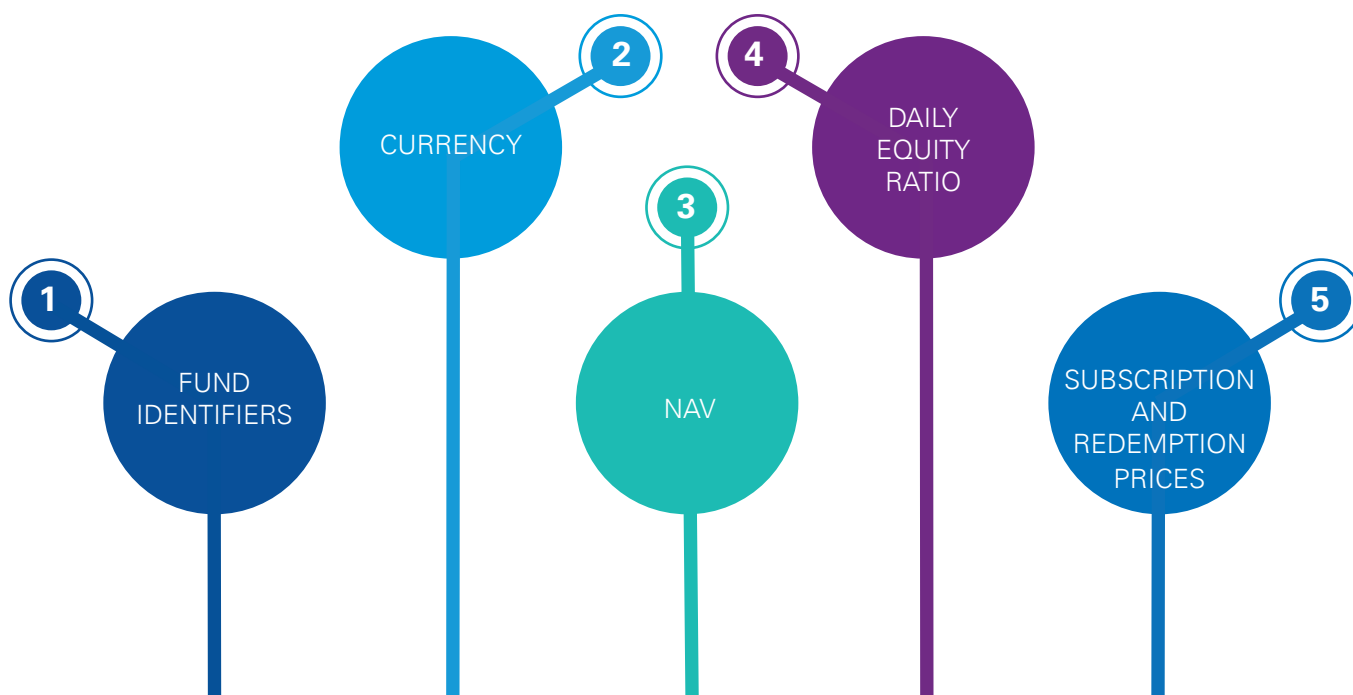 1
FUND
IDENTIFIERS
2
CURRENCY
3
NAV
4
DAILY
EQUITY
RATIO
5
SUBSCRIPTION
AND
REDEMPTION
PRICES